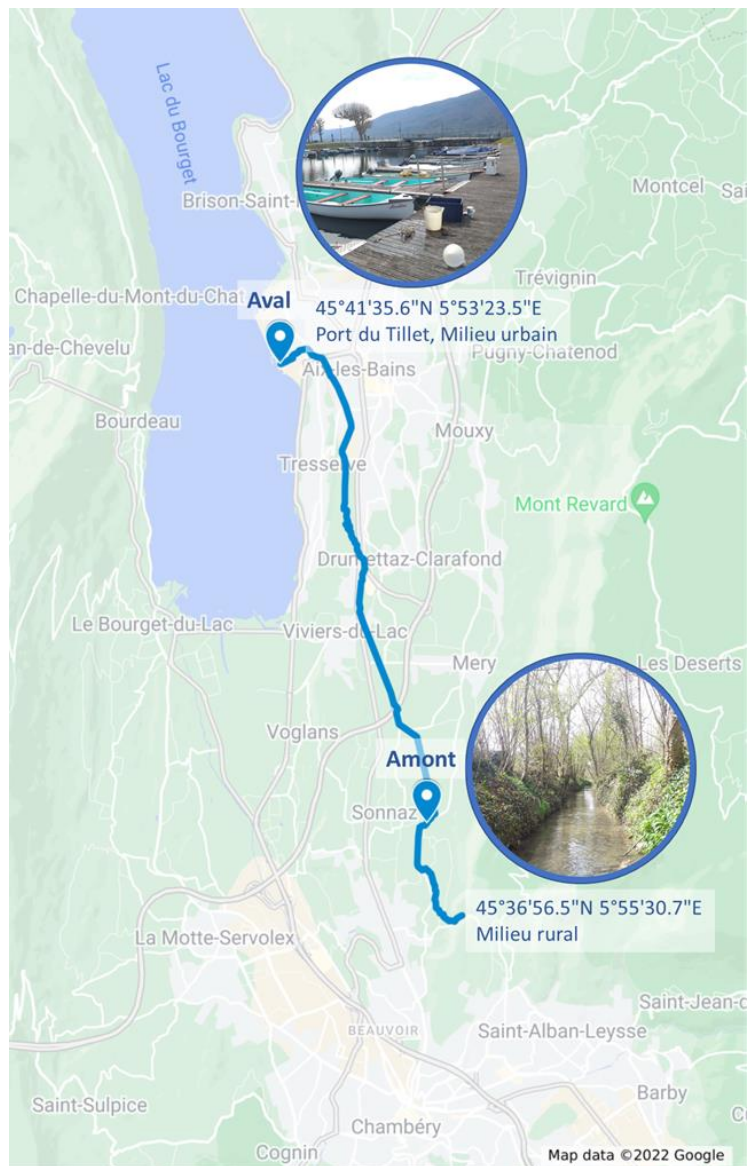 Lac du Bourget
Brison-Saint-
Montcel
Trévignin
Chapelle-du-Mont-du-Chat
Aval
45°41'35.6"N 5°53'23.5"E
Port du Tillet, Milieu urbain
an-de-Chevelu
Aix-les-Bains
Pugny-Chatenod
Bourdeau
Mouxy
Tresserve
Mont Revard
Drumettaz-Clarafond
Le Bourget-du-Lac
Viviers-du-Lac
Mery
Les Deserts
Voglans
Amont
Sonnaz
45°36'56.5"N 5°55'30.7"E
Milieu rural
La Motte-Servolex
Saint-Jean-d
BEAUVOIR
Saint-Alban-Leysse
Saint-Sulpice
Barby
Chambéry
Cognin
Map data ©2022 Google